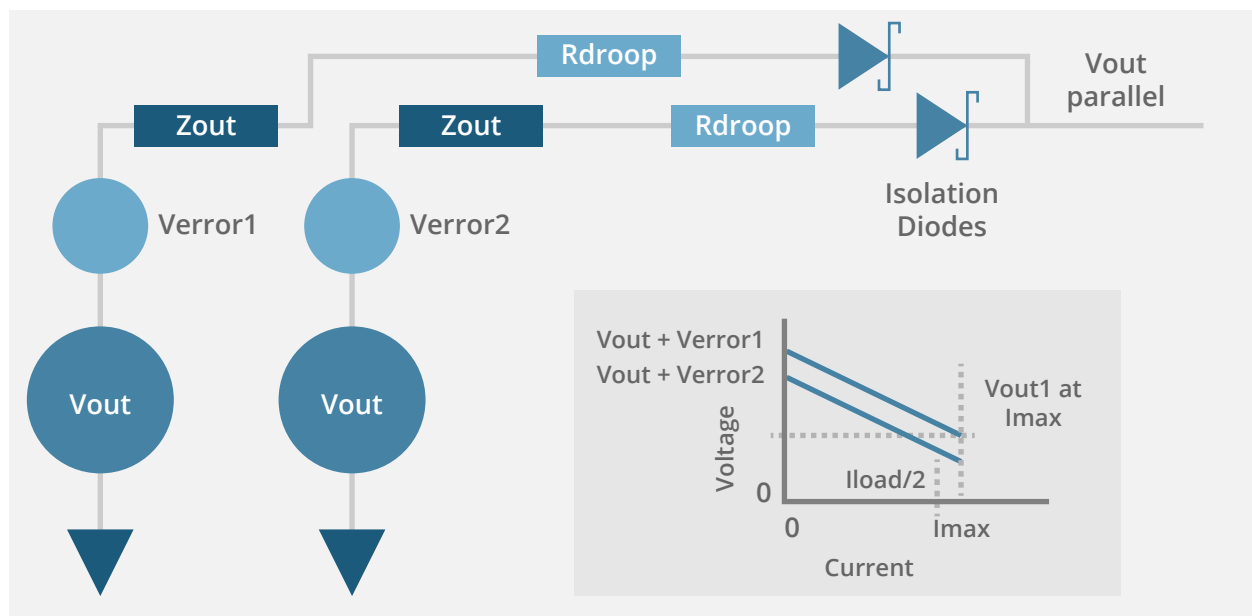 Rdroop
Vout
parallel
Zout
Zout
Rdroop
Isolation
Diodes
Verror1
Verror2
Vout
Vout
Vout + Verror1
Vout + Verror2
Vout1 at
Imax
Voltage
Iload/2
0
0
Imax
Current